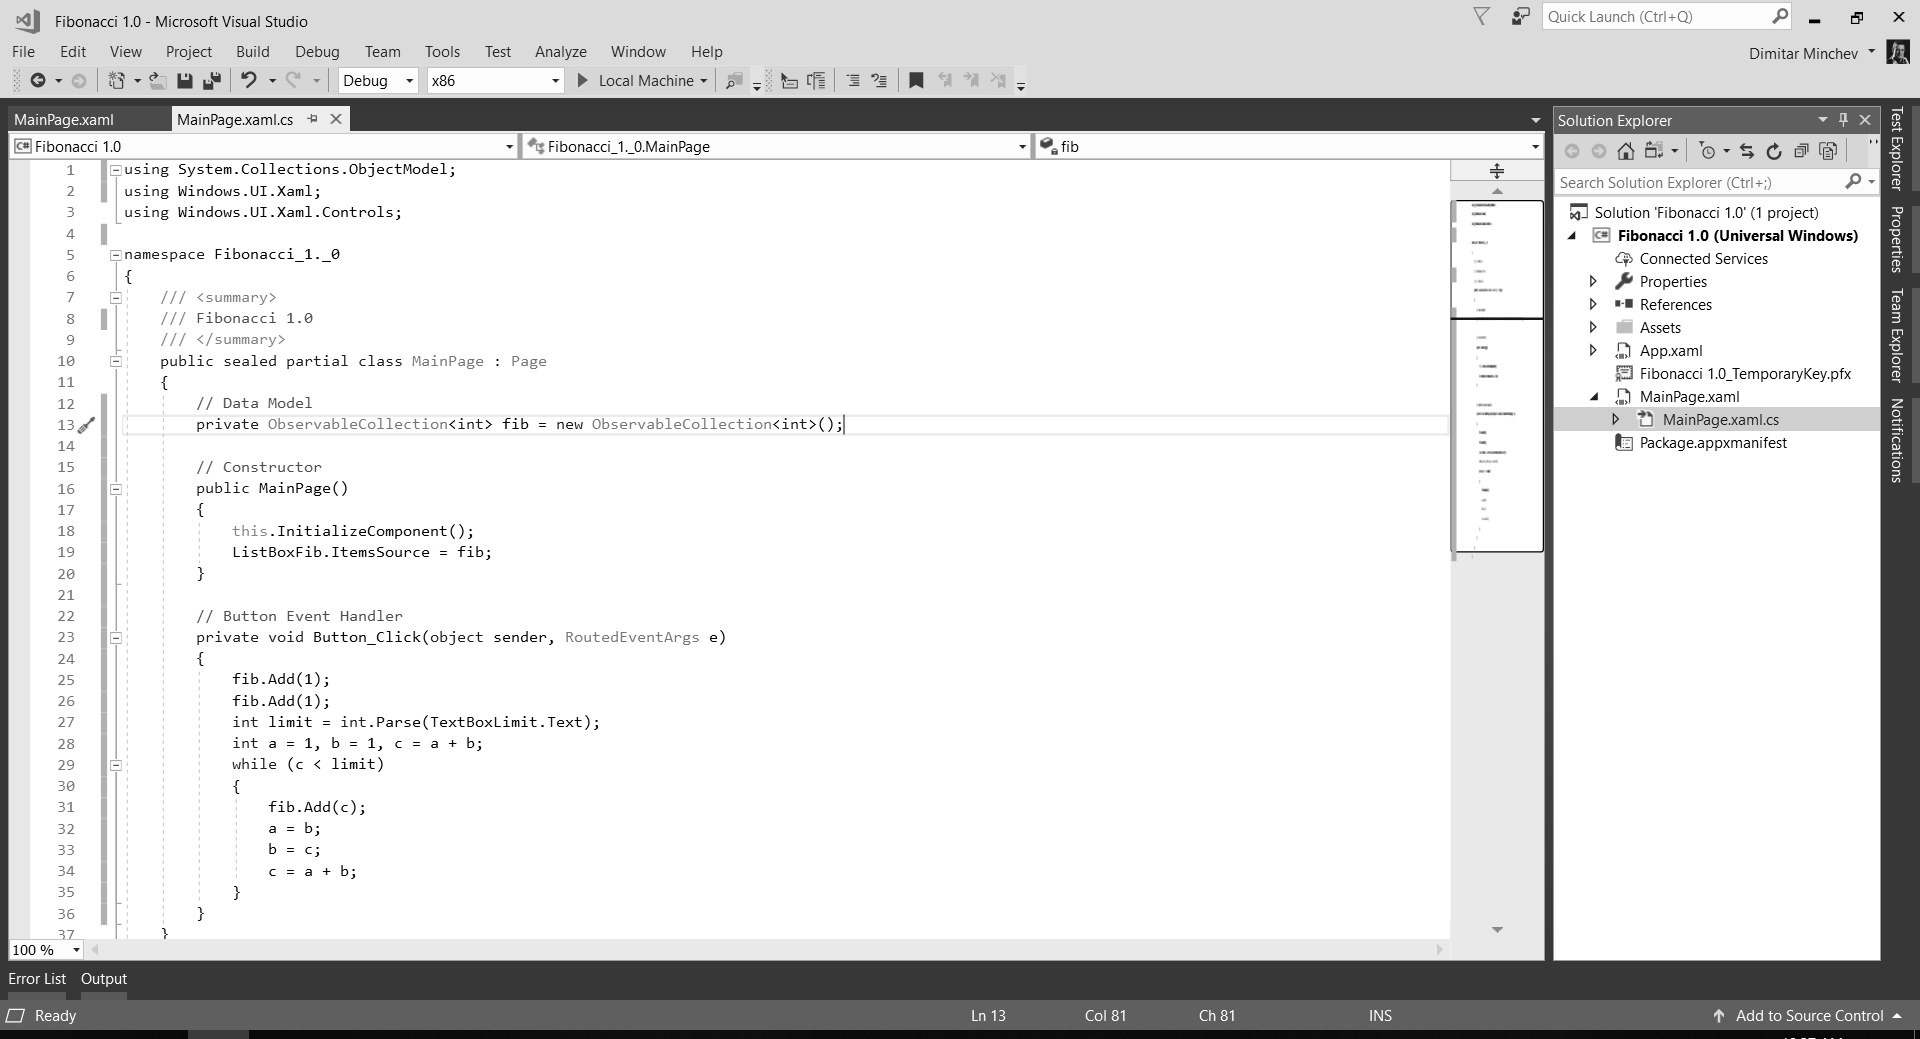 Fibonacci 1.0 - Microsoft Visual Studio
Quick Launch (Ctrl+Q)
File Edit View Project Build Debug Team Tools Test Analyze Window Help
Dimitar Minchev
Debug x86 Local Machine
MainPage.xaml MainPage.xaml.cs
C# Fibonacci 1.0 Fibonacci_1._0.MainPage fib
1 using System.Collections.ObjectModel;
2 using Windows.UI.Xaml;
3 using Windows.UI.Xaml.Controls;
4
5 namespace Fibonacci_1._0
6 {
7 /// <summary>
8 /// Fibonacci 1.0
9 /// </summary>
10 public sealed partial class MainPage : Page
11 {
12 // Data Model
13 private ObservableCollection<int> fib = new ObservableCollection<int>();
14
15 // Constructor
16 public MainPage()
17 {
18 this.InitializeComponent();
19 ListBoxFib.ItemsSource = fib;
20 }
21
22 // Button Event Handler
23 private void Button_Click(object sender, RoutedEventArgs e)
24 {
25 fib.Add(1);
26 fib.Add(1);
27 int limit = int.Parse(TextBoxLimit.Text);
28 int a = 1, b = 1, c = a + b;
29 while (c < limit)
30 {
31 fib.Add(c);
32 a = b;
33 b = c;
34 c = a + b;
35 }
36 }
37 }
100 %
Solution Explorer
Search Solution Explorer (Ctrl+;)
Solution 'Fibonacci 1.0' (1 project)
C# Fibonacci 1.0 (Universal Windows)
Connected Services
Properties
References
Assets
App.xaml
Fibonacci 1.0_TemporaryKey.pfx
MainPage.xaml
MainPage.xaml.cs
Package.appxmanifest
Test Explorer
Properties
Team Explorer
Notifications
Error List Output
Ready Ln 13 Col 81 Ch 81 INS Add to Source Control